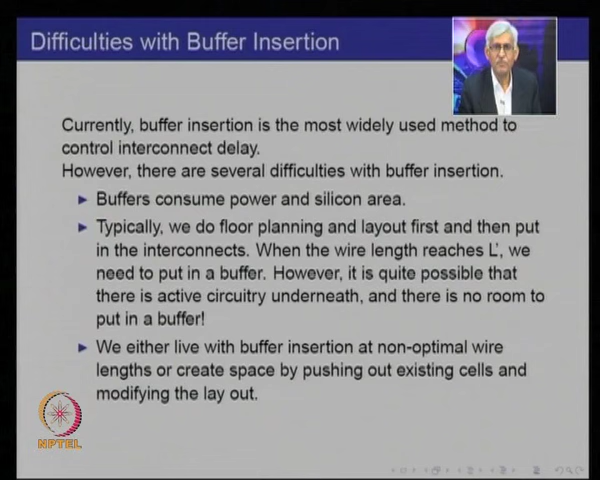 Difficulties with Buffer Insertion
Currently, buffer insertion is the most widely used method to
control interconnect delay.
However, there are several difficulties with buffer insertion.
Buffers consume power and silicon area.
Typically, we do floor planning and layout first and then put
in the interconnects. When the wire length reaches L', we
need to put in a buffer. However, it is quite possible that
there is active circuitry underneath, and there is no room to
put in a buffer!
We either live with buffer insertion at non-optimal wire
lengths or create space by pushing out existing cells and
modifying the lay out.
NPTEL